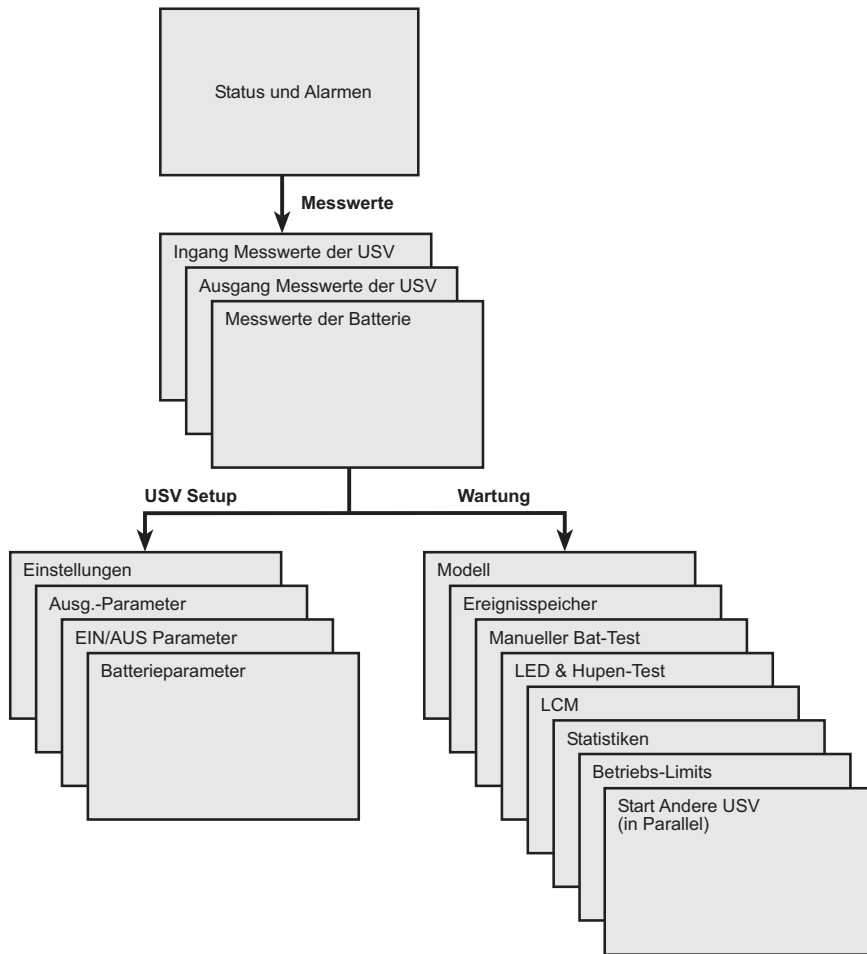 Status und Alarmen
Messwerte
Ingang Messwerte der USV
Ausgang Messwerte der USV
Messwerte der Batterie
USV Setup
Wartung
Einstellungen
Ausg.-Parameter
EIN/AUS Parameter
Batterieparameter
Modell
Ereignisspeicher
Manueller Bat-Test
LED & Hupen-Test
LCM
Statistiken
Betriebs-Limits
Start Andere USV
(in Parallel)